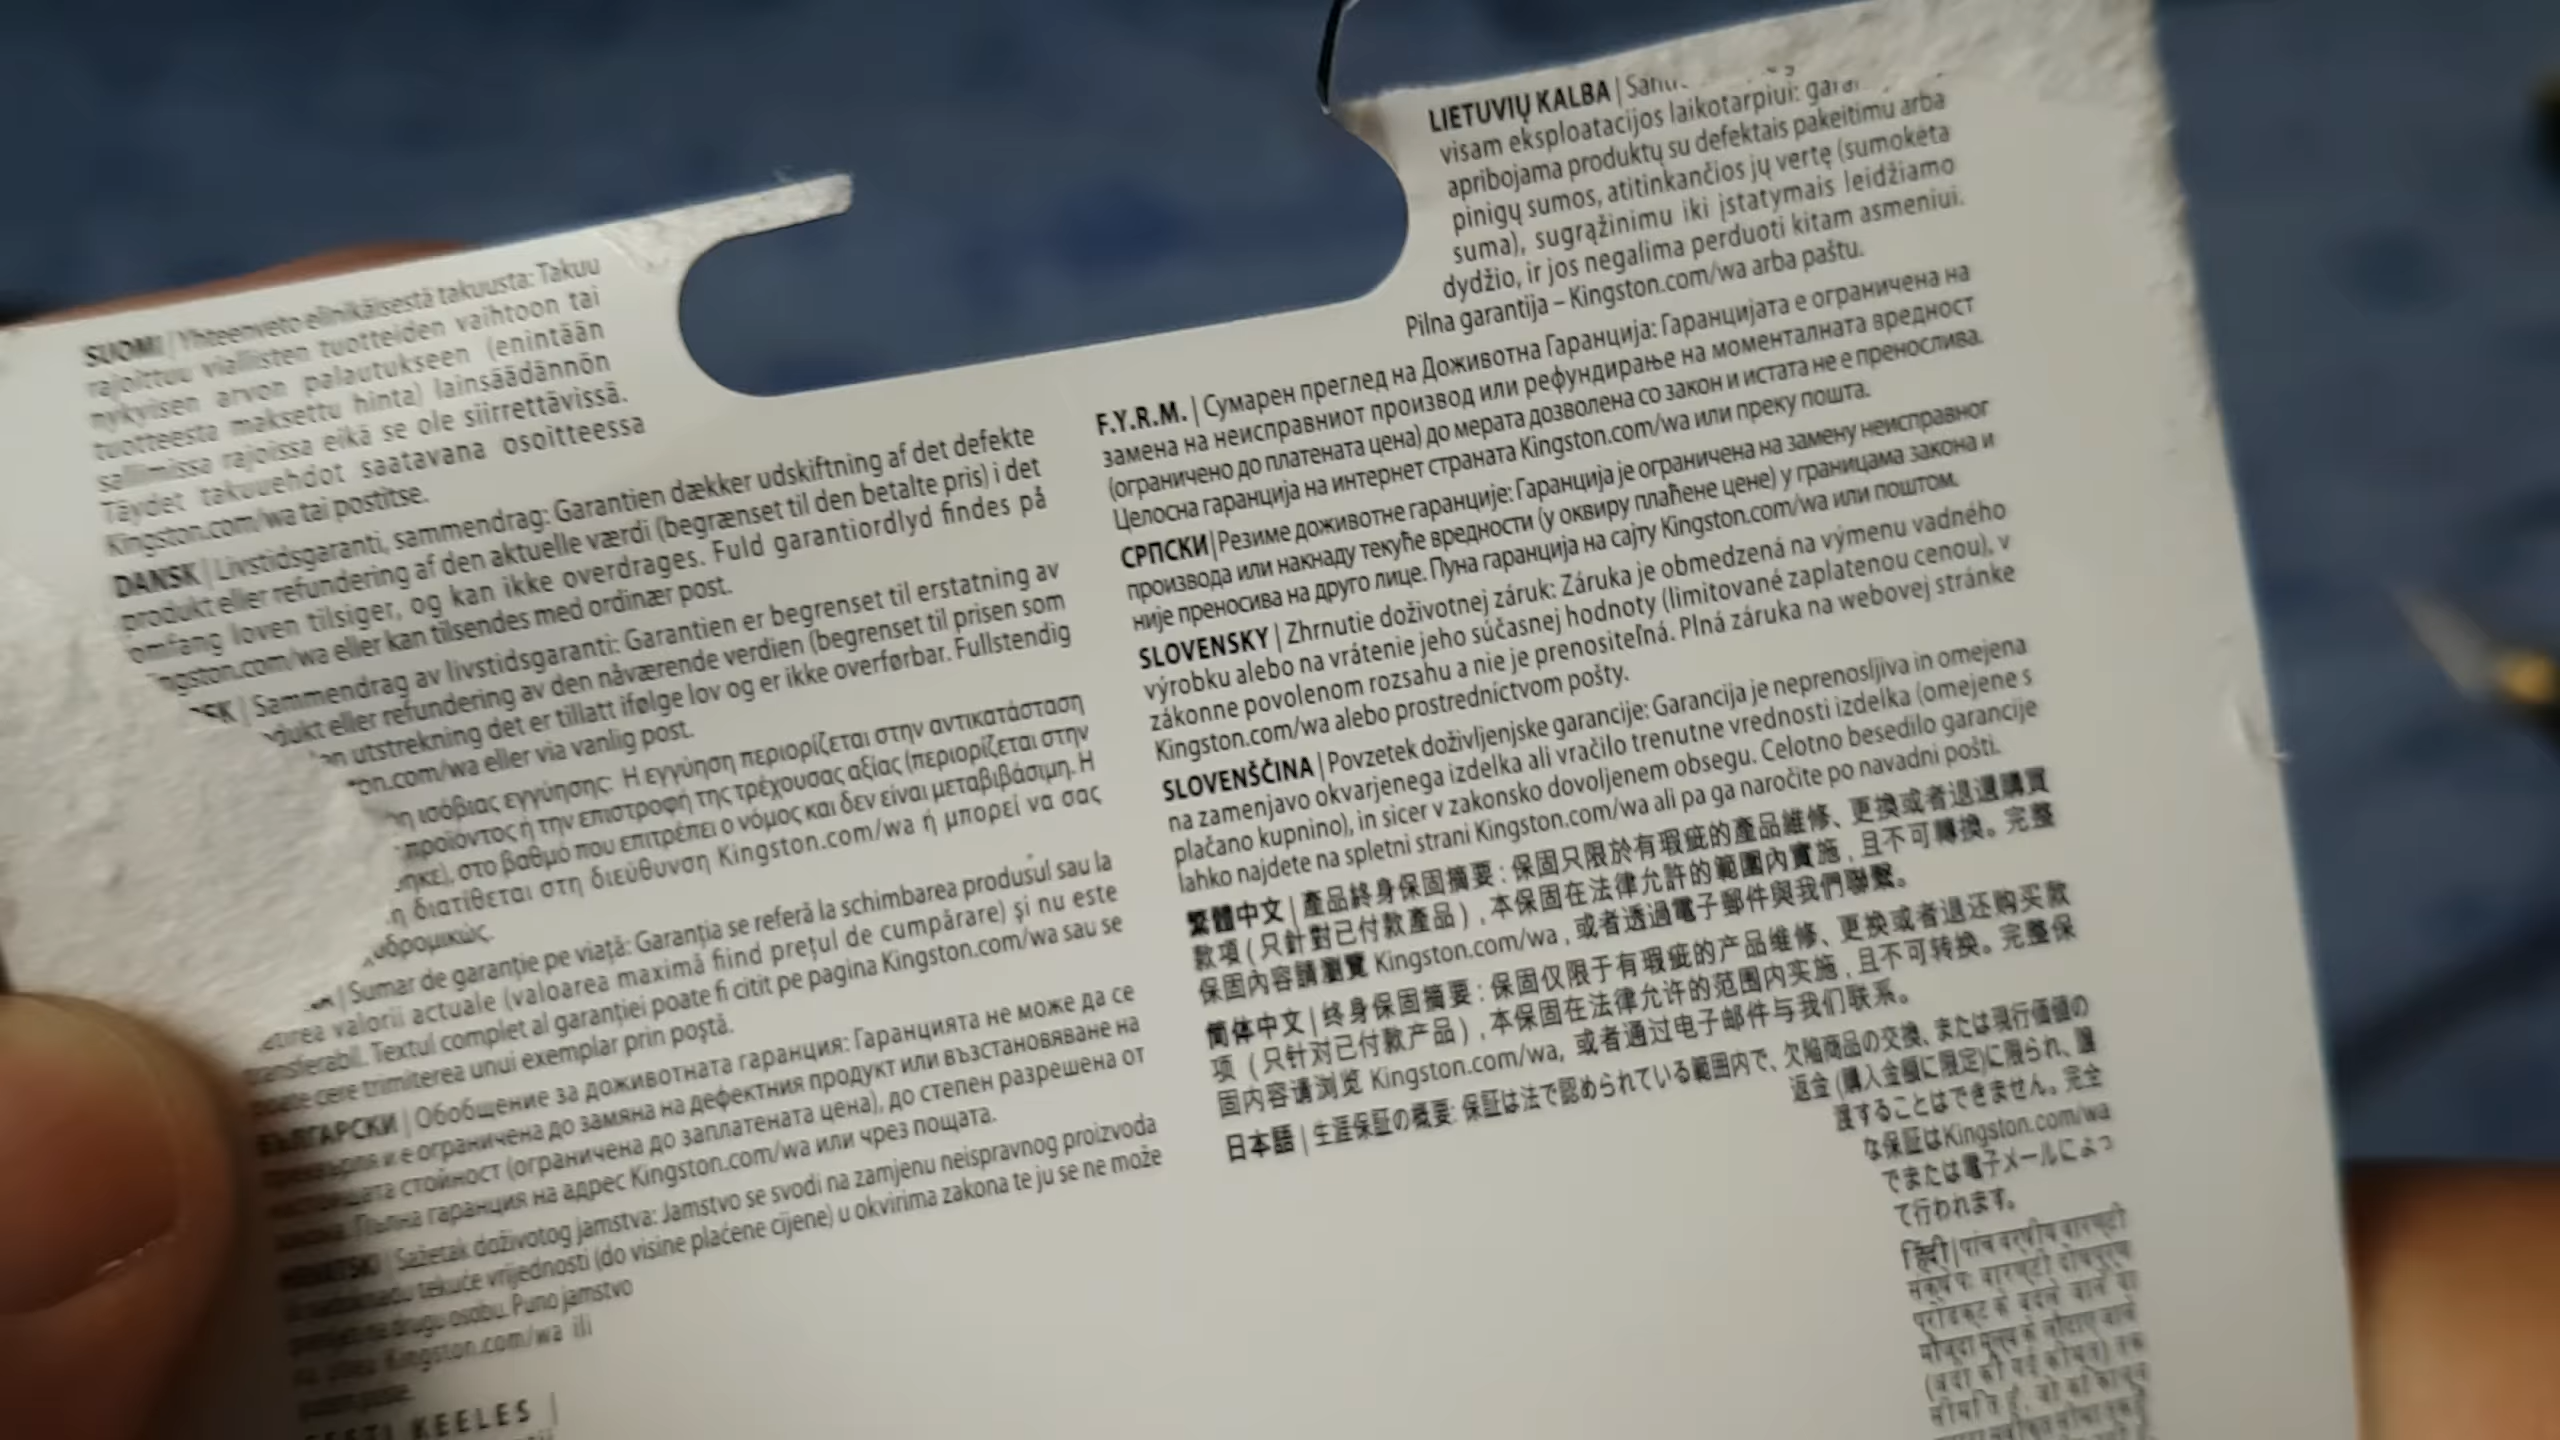 SUOMI | Yhteenveto elinikäisestä takuusta: Takuu
rajoittuu viallisten tuotteiden vaihtoon tai
nykyisen arvon palautukseen (enintään
tuotteesta maksettu hinta) lainsäädännön
sallimissa rajoissa eikä se ole siirrettävissä.
Täydet takuuehdot saatavana osoitteessa
Kingston.com/wa tai postitse.
DANSK | Livstidsgaranti, sammendrag: Garantien dækker udskiftning af det defekte
produkt eller refundering af den aktuelle værdi (begrænset til den betalte pris) i det
omfang loven tilsiger, og kan ikke overdrages. Fuld garantiordlyd findes på
ngston.com/wa eller kan tilsendes med ordinær post.
SK | Sammendrag av livstidsgaranti: Garantien er begrenset til erstatning av
dukt eller refundering av den nåværende verdien (begrenset til prisen som
en utstrekning det er tillatt ifølge lov og er ikke overførbar. Fullstendig
on.com/wa eller via vanlig post.
η ισόβιας εγγύησης: Η εγγύηση περιορίζεται στην αντικατάσταση
προϊόντος ή την επιστροφή της τρέχουσας αξίας (περιορίζεται στην
ηκε), στο βαθμό που επιτρέπει ο νόμος και δεν είναι μεταβιβάσιμη. Η
η διατίθεται στη διεύθυνση Kingston.com/wa ή μπορεί να σας
υδρομικώς.
| Sumar de garanție pe viață: Garanția se referă la schimbarea produsului sau la
valorii actuale (valoarea maximă fiind prețul de cumpărare) și nu este
transferabil. Textul complet al garanției poate fi citit pe pagina Kingston.com/wa sau se
poate cere trimiterea unui exemplar prin poștă.
БЪЛГАРСКИ | Обобщение за доживотната гаранция: Гаранцията не може да се
прехвърля и е ограничена до замяна на дефектния продукт или възстановяване на
настоящата стойност (ограничена до заплатената цена), до степен разрешена от
закона. Пълна гаранция на адрес Kingston.com/wa или чрез пощата.
HRVATSKI | Sažetak doživotog jamstva: Jamstvo se svodi na zamjenu neispravnog proizvoda
tekuće vrijednosti (do visine plaćene cijene) u okvirima zakona te ju se ne može
na drugu osobu. Puno jamstvo
Kingston.com/wa ili
EESTI KEELES |
LIETUVIŲ KALBA |
visam eksploatacijos laikotarpiui:
apribojama produktų su defektais pakeitimu arba
pinigų sumos, atitinkančios jų vertę (sumokėta
suma), sugrąžinimu iki įstatymais leidžiamo
dydžio, ir jos negalima perduoti kitam asmeniui.
Pilna garantija – Kingston.com/wa arba paštu.
F.Y.R.M. | Сумарен преглед на Доживотна Гаранција: Гаранцијата е ограничена на
замена на неисправниот производ или рефундирање на моменталната вредност
(ограничено до платената цена) до мерата дозволена со закон и истата не е пренослива.
Целосна гаранција на интернет страната Kingston.com/wa или преку пошта.
СРПСКИ | Резиме доживотне гаранције: Гаранција је ограничена на замену неисправног
производа или накнаду текуће вредности (у оквиру плаћене цене) у границама закона и
није преносива на друго лице. Пуна гаранција на сајту Kingston.com/wa или поштом.
SLOVENSKY | Zhrnutie doživotnej záruk: Záruka je obmedzená na výmenu vadného
výrobku alebo na vrátenie jeho súčasnej hodnoty (limitované zaplatenou cenou), v
zákonne povolenom rozsahu a nie je prenositeľná. Plná záruka na webovej stránke
Kingston.com/wa alebo prostredníctvom pošty.
SLOVENŠČINA | Povzetek doživljenjske garancije: Garancija je neprenosljiva in omejena
na zamenjavo okvarjenega izdelka ali vračilo trenutne vrednosti izdelka (omejene s
plačano kupnino), in sicer v zakonsko dovoljenem obsegu. Celotno besedilo garancije
lahko najdete na spletni strani Kingston.com/wa ali pa ga naročite po navadni pošti.
繁體中文 | 產品終身保固摘要 : 保固只限於有瑕疵的產品維修、更換或者退還購買
款項 ( 只針對已付款產品 ) , 本保固在法律允許的範圍內實施 , 且不可轉換。完整
保固內容請瀏覽 Kingston.com/wa , 或者透過電子郵件與我們聯繫。
简体中文 | 终身保固摘要 : 保固仅限于有瑕疵的产品维修、更换或者退还购买款
项 ( 只针对已付款产品 ) , 本保固在法律允许的范围内实施 , 且不可转换。完整保
固内容请浏览 Kingston.com/wa, 或者通过电子邮件与我们联系。
日本語 | 生涯保証の概要: 保証は法で認められている範囲内で、欠陥商品の交換、または現行価値の
返金 (購入金額に限定)に限られ、譲
渡することはできません。完全
な保証はKingston.com/wa
でまたは電子メールによっ
て行われます。
हिंदी |